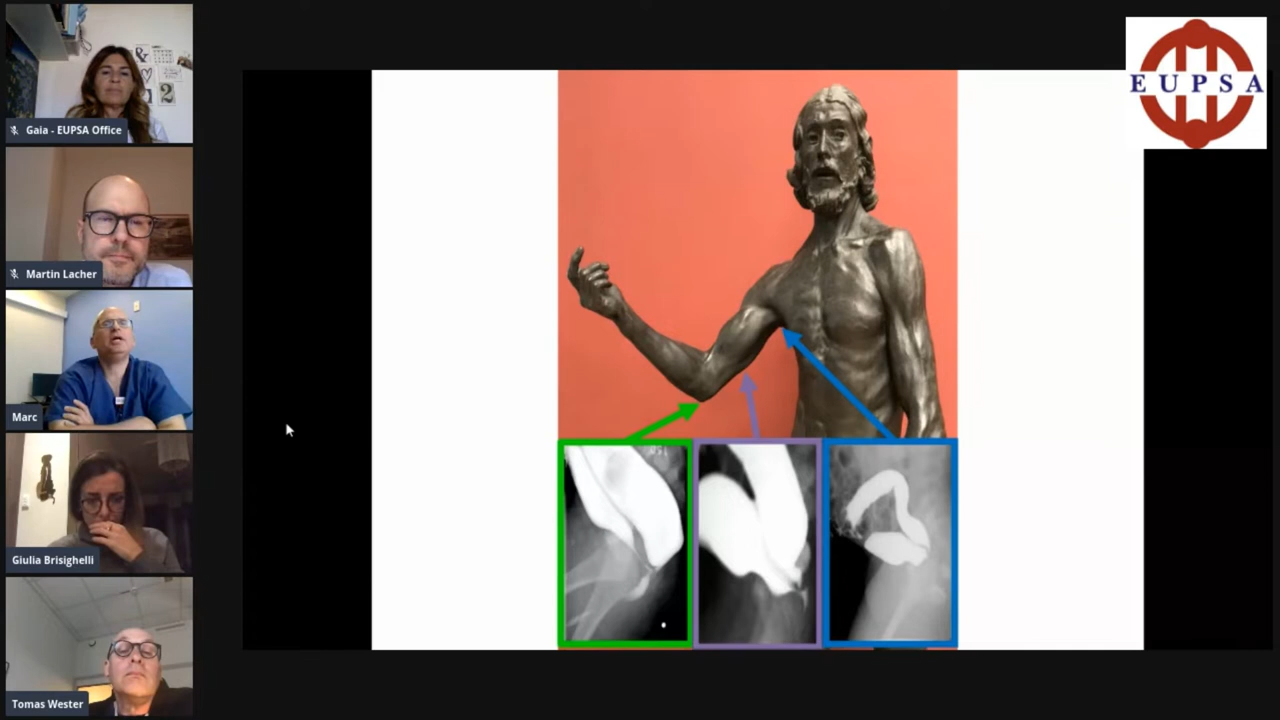 Gaia - EUPSA Office
Martin Lacher
Marc
Giulia Brisighelli
Tomas Wester
EUPSA